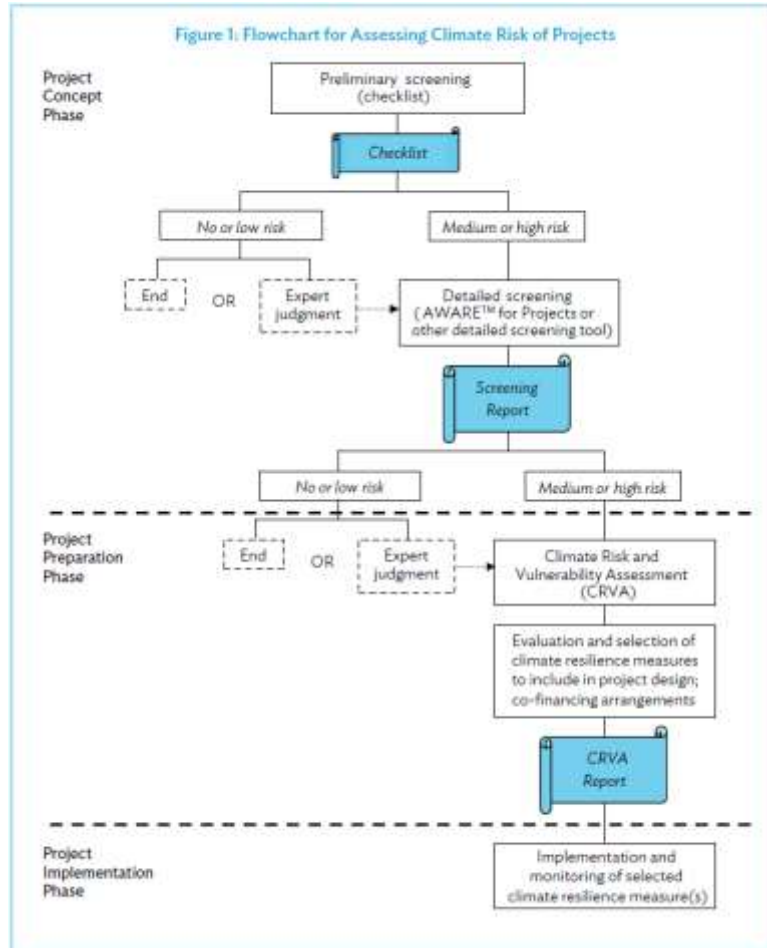 Figure 1: Flowchart for Assessing Climate Risk of Projects
Project
Concept
Phase
Preliminary screening
(checklist)
Checklist
No or low risk
Medium or high risk
End
OR
Expert
judgment
Detailed screening
(AWARE™ for Projects or
other detailed screening tool)
Screening
Report
No or low risk
Medium or high risk
Project
Preparation
Phase
End
OR
Expert
judgment
Climate Risk and
Vulnerability Assessment
(CRVA)
Evaluation and selection of
climate resilience measures
to include in project design;
co-financing arrangements
CRVA
Report
Project
Implementation
Phase
Implementation and
monitoring of selected
climate resilience measure(s)